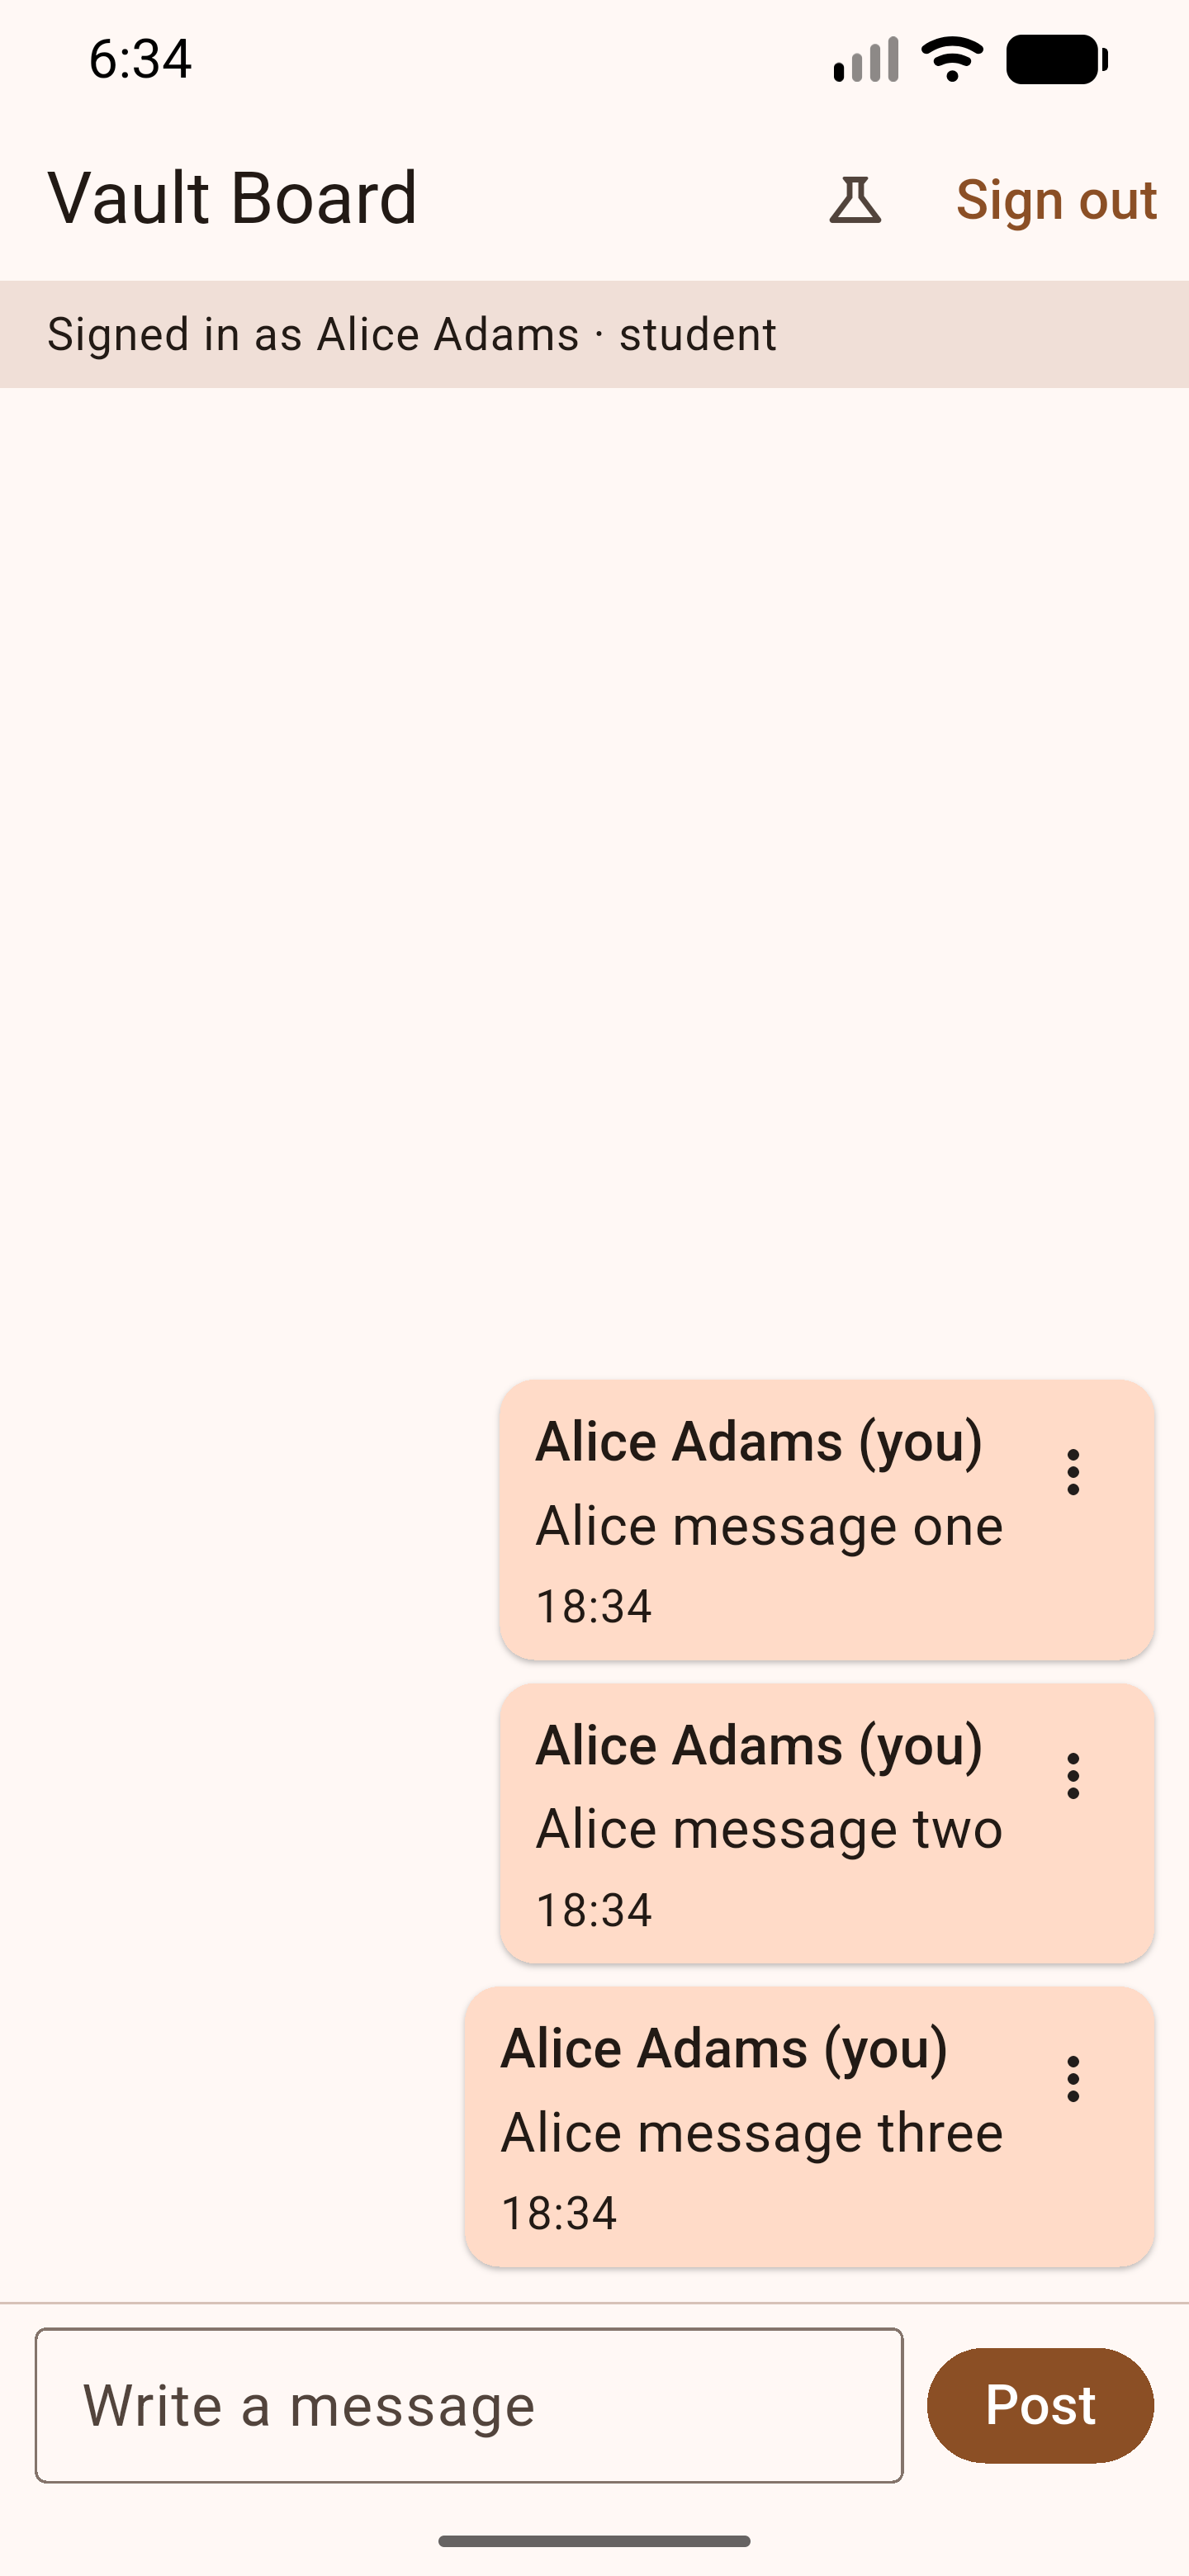 6:34
Vault Board
Sign out
Signed in as Alice Adams · student
Alice Adams (you)
Alice message one
18:34
Alice Adams (you)
Alice message two
18:34
Alice Adams (you)
Alice message three
18:34
Write a message
Post